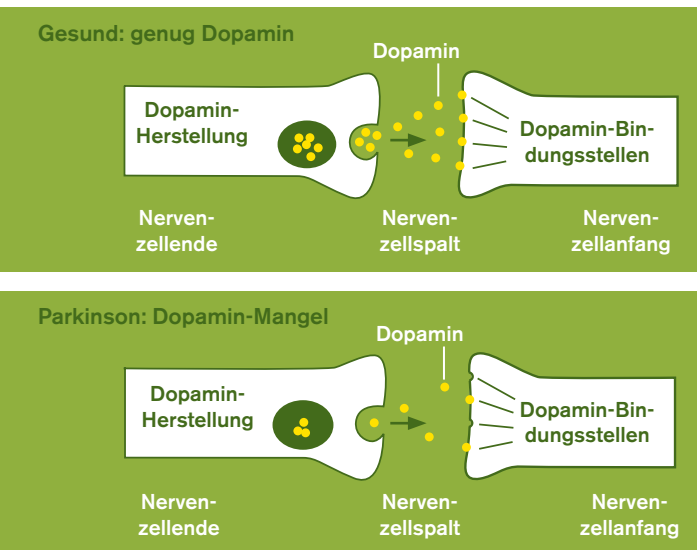 Gesund: genug Dopamin
Dopamin
Dopamin-
Herstellung
Dopamin-Bin-
dungsstellen
Nerven-
zellende
Nerven-
zellspalt
Nerven-
zellanfang
Parkinson: Dopamin-Mangel
Dopamin
Dopamin-
Herstellung
Dopamin-Bin-
dungsstellen
Nerven-
zellende
Nerven-
zellspalt
Nerven-
zellanfang